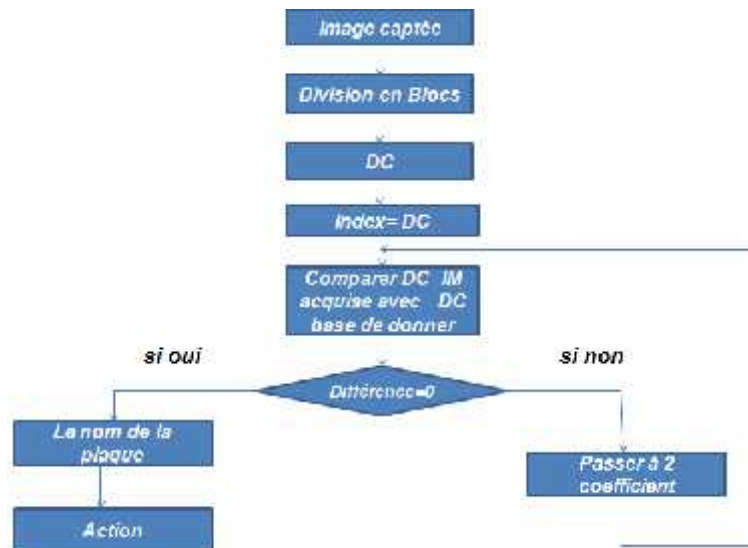 Image captée
Division en Blocs
DC
Index= DC
Comparer DC IM
acquise avec DC
base de donner
si oui
si non
Différence=0
Le nom de la
plaque
Passer à 2
coefficient
Action